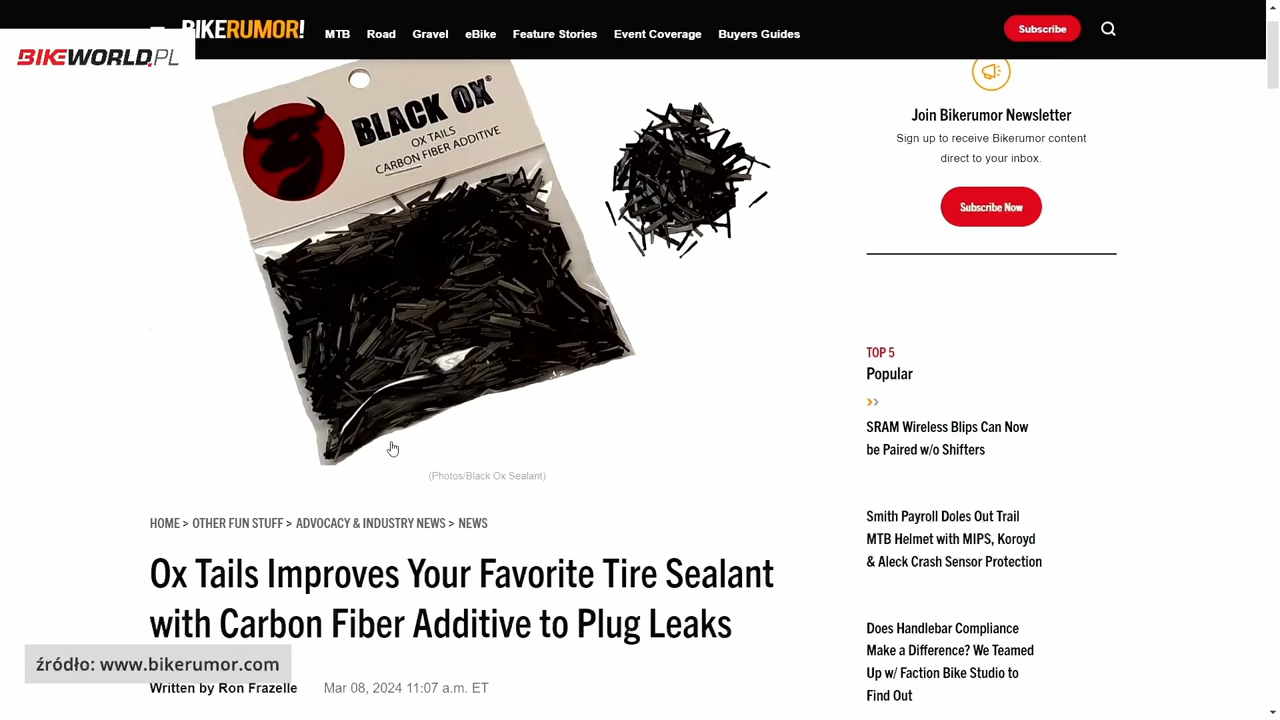 BIKERUMOR!
MTB Road Gravel eBike Feature Stories Event Coverage Buyers Guides
Subscribe
BIKEWORLD.PL
BLACK OX®
OX TAILS
CARBON FIBER ADDITIVE
Join Bikerumor Newsletter
Sign up to receive Bikerumor content
direct to your inbox.
Subscribe Now
(Photos/Black Ox Sealant)
HOME > OTHER FUN STUFF > ADVOCACY & INDUSTRY NEWS > NEWS
Ox Tails Improves Your Favorite Tire Sealant
with Carbon Fiber Additive to Plug Leaks
źródło: www.bikerumor.com
Written by Ron Frazelle Mar 08, 2024 11:07 a.m. ET
TOP 5
Popular
SRAM Wireless Blips Can Now
be Paired w/o Shifters
Smith Payroll Doles Out Trail
MTB Helmet with MIPS, Koroyd
& Aleck Crash Sensor Protection
Does Handlebar Compliance
Make a Difference? We Teamed
Up w/ Faction Bike Studio to
Find Out